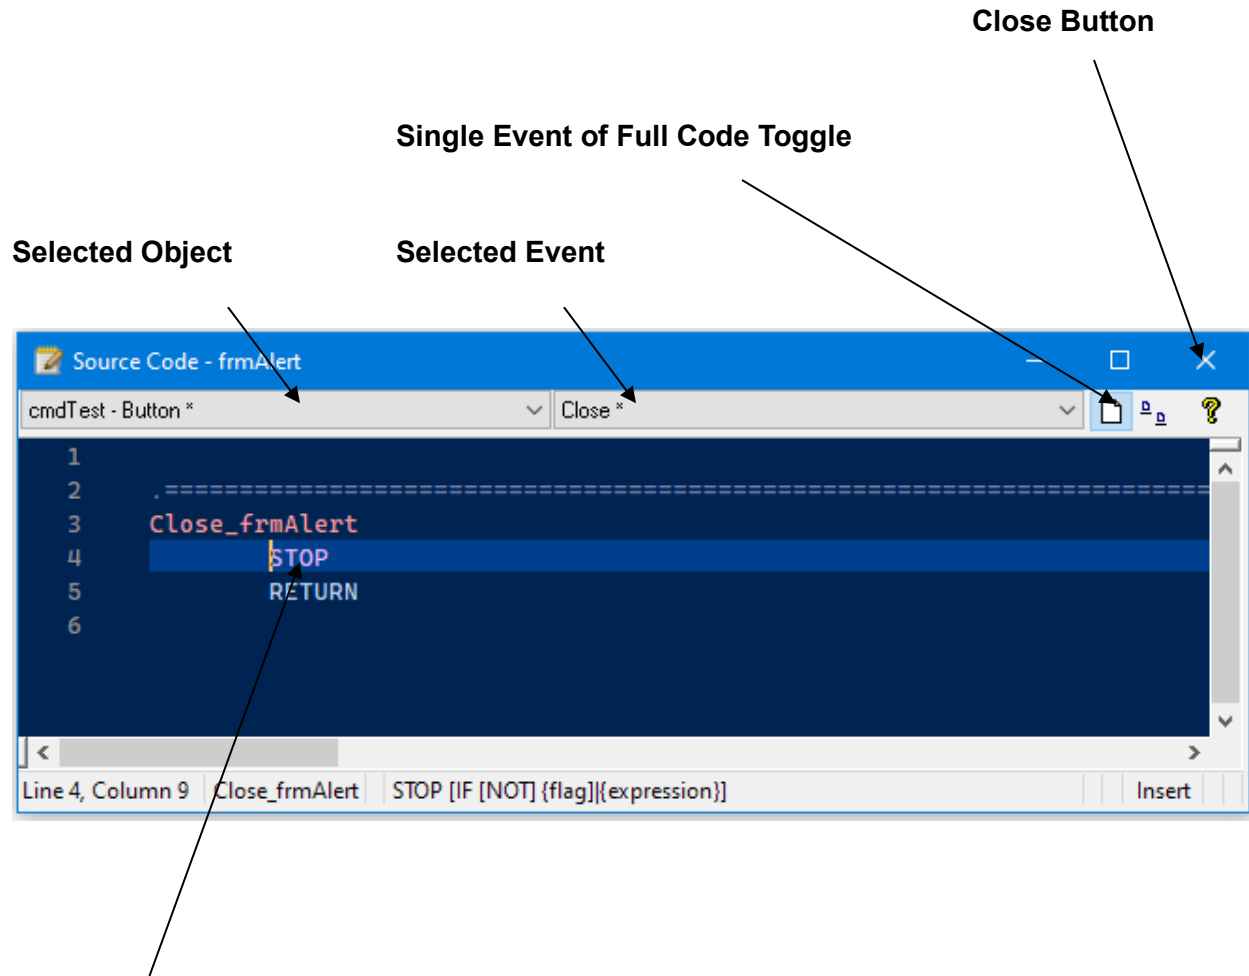 Close Button
Single Event of Full Code Toggle
Selected Object
Selected Event
Source Code - frmAlert
cmdTest - Button *
Close *
1
2 .=======================================================================
3 Close_frmAlert
4 STOP
5 RETURN
6
Line 4, Column 9
Close_frmAlert
STOP [IF [NOT] {flag]|{expression}]
Insert